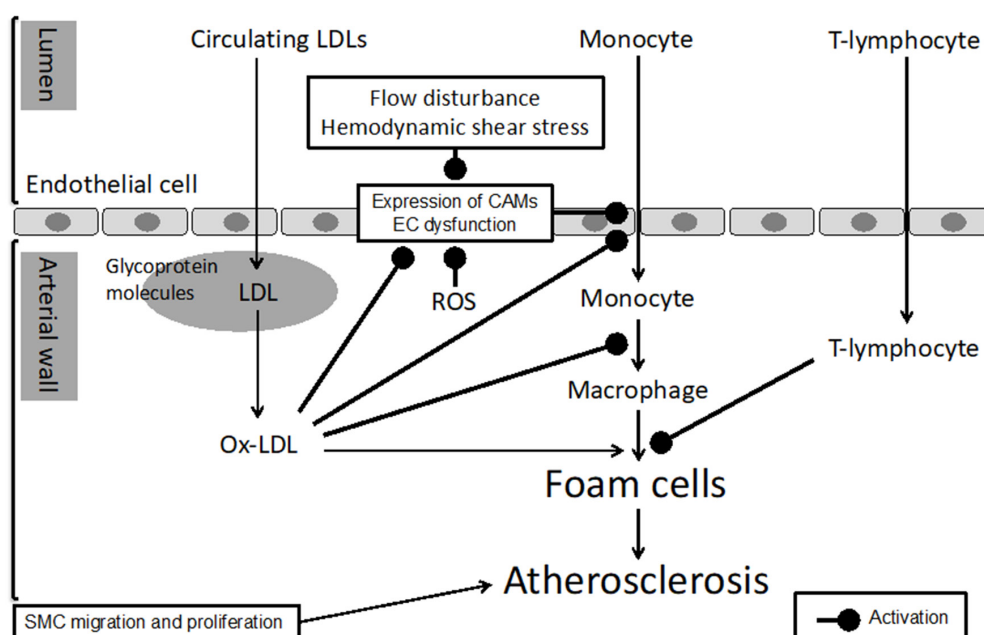 Lumen
Circulating LDLs
Monocyte
T-lymphocyte
Flow disturbance
Hemodynamic shear stress
Endothelial cell
Expression of CAMs
EC dysfunction
Arterial wall
Glycoprotein
molecules
LDL
ROS
Monocyte
T-lymphocyte
Macrophage
Ox-LDL
Foam cells
Atherosclerosis
SMC migration and proliferation
Activation